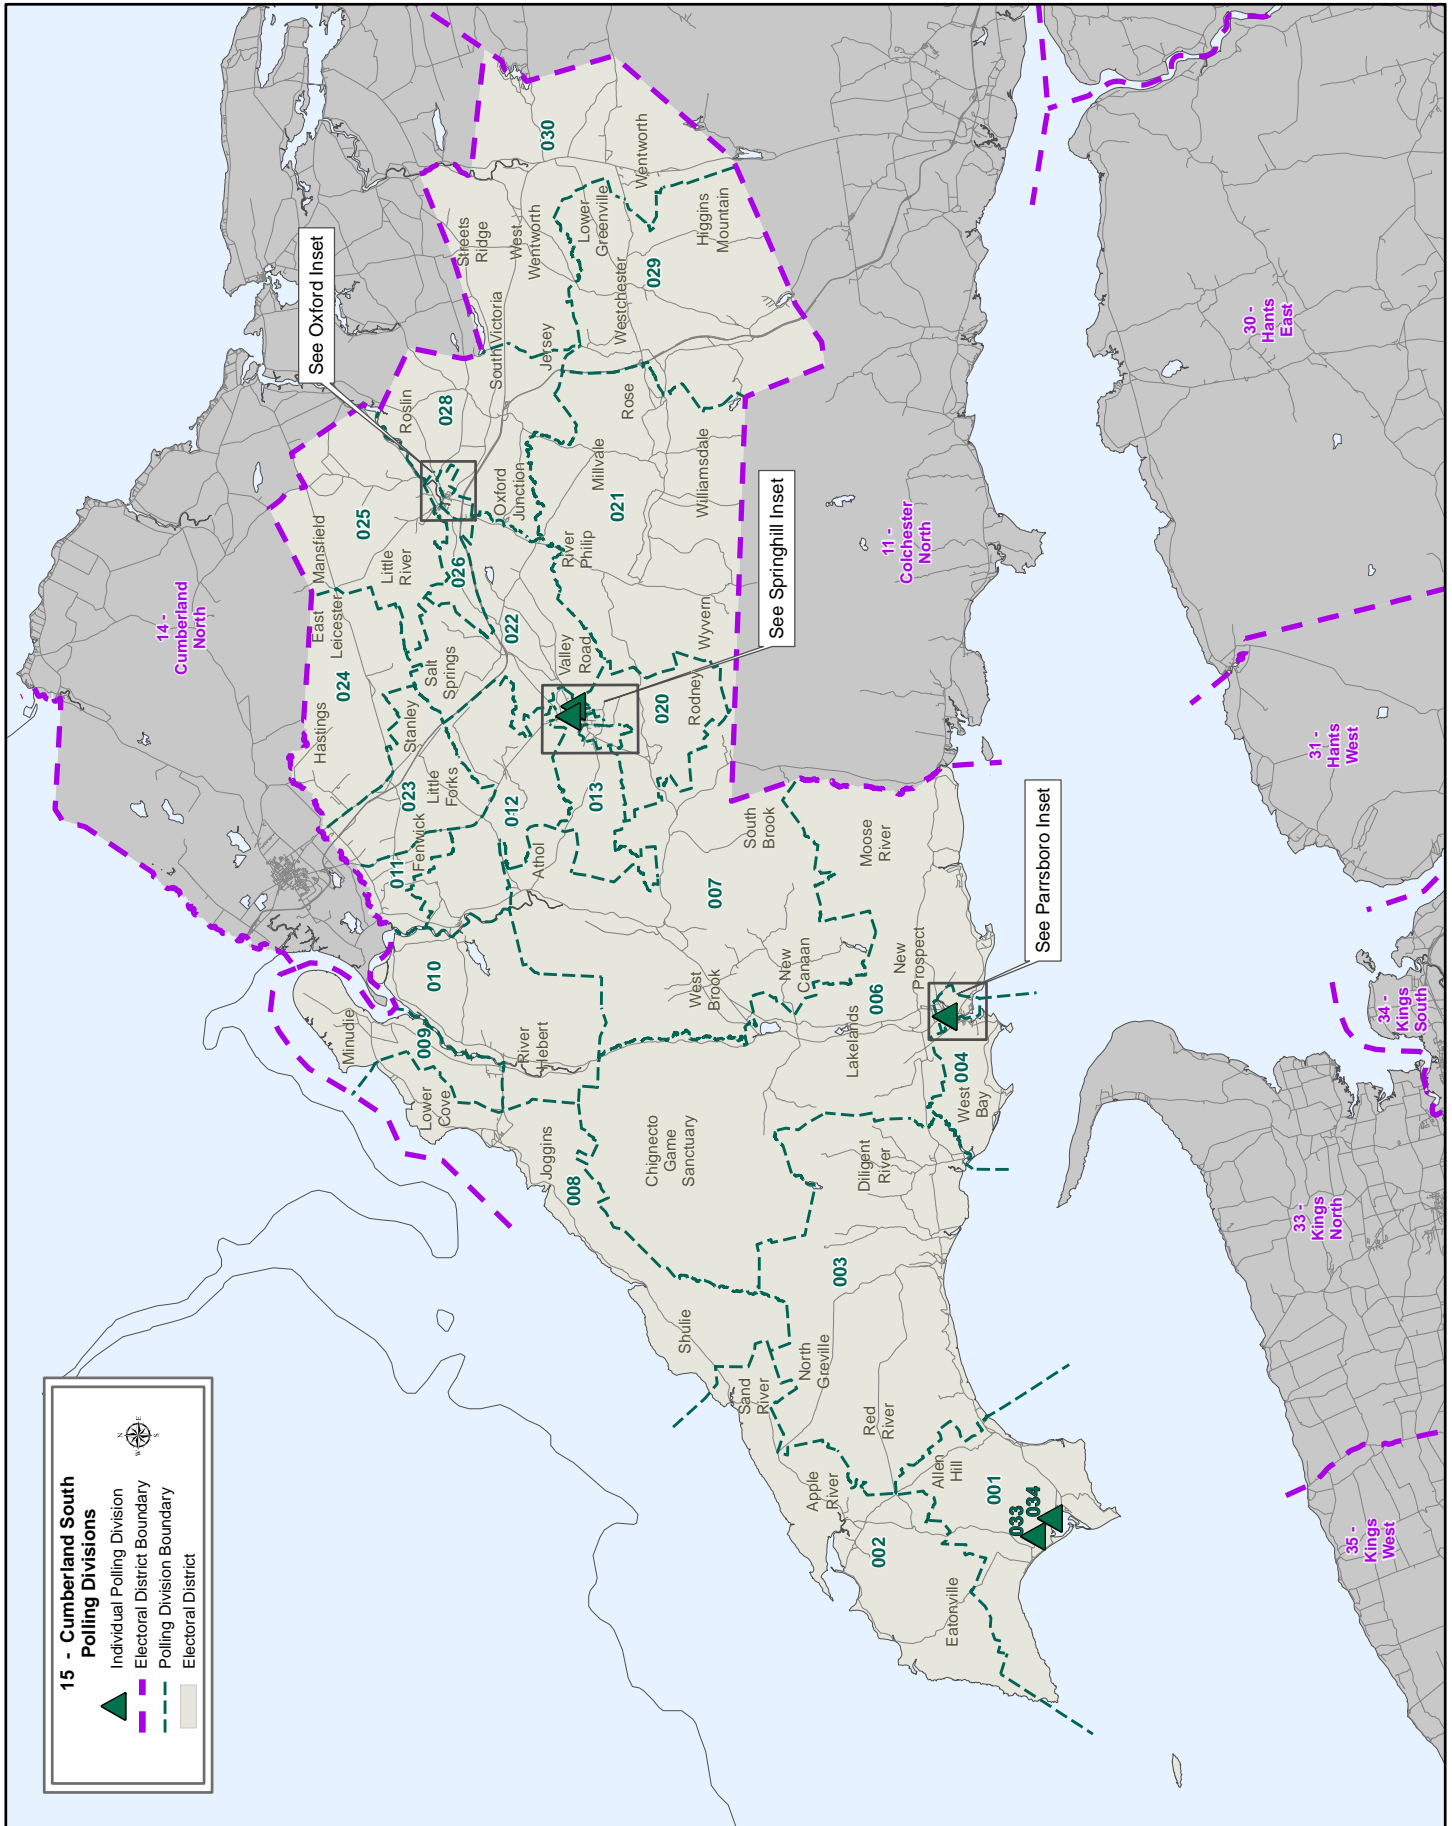 15 - Cumberland South
Polling Divisions
Individual Polling Division
Electoral District Boundary
Polling Division Boundary
Electoral District
N
E
S
W
14 -
Cumberland
North
11 -
Colchester
North
30 -
Hants
East
31 -
Hants
West
34 -
Kings
South
33 -
Kings
North
35 -
Kings
West
See Oxford Inset
See Springhill Inset
See Parrsboro Inset
030
Wentworth
Streets
Ridge
West
Wentworth
Lower
Greenville
Higgins
Mountain
029
Westchester
South Victoria
Jersey
Rose
Roslin
028
Oxford
Junction
Millvale
021
Williamsdale
025
Mansfield
Little
River
026
River
Philip
East
Leicester
024
Hastings
Salt
Springs
022
Valley
Road
Wyvern
020
Rodney
Stanley
023
Little
Forks
Fenwick
011
012
013
Athol
South
Brook
007
Moose
River
010
West
Brook
New
Canaan
006
New
Prospect
Lakelands
Minudie
009
River
Hebert
Lower
Cove
004
West
Bay
Joggins
008
Chignecto
Game
Sanctuary
Diligent
River
003
Shulie
Sand
River
North
Greville
Red
River
Apple
River
Allen
Hill
001
033
034
002
Eatonville